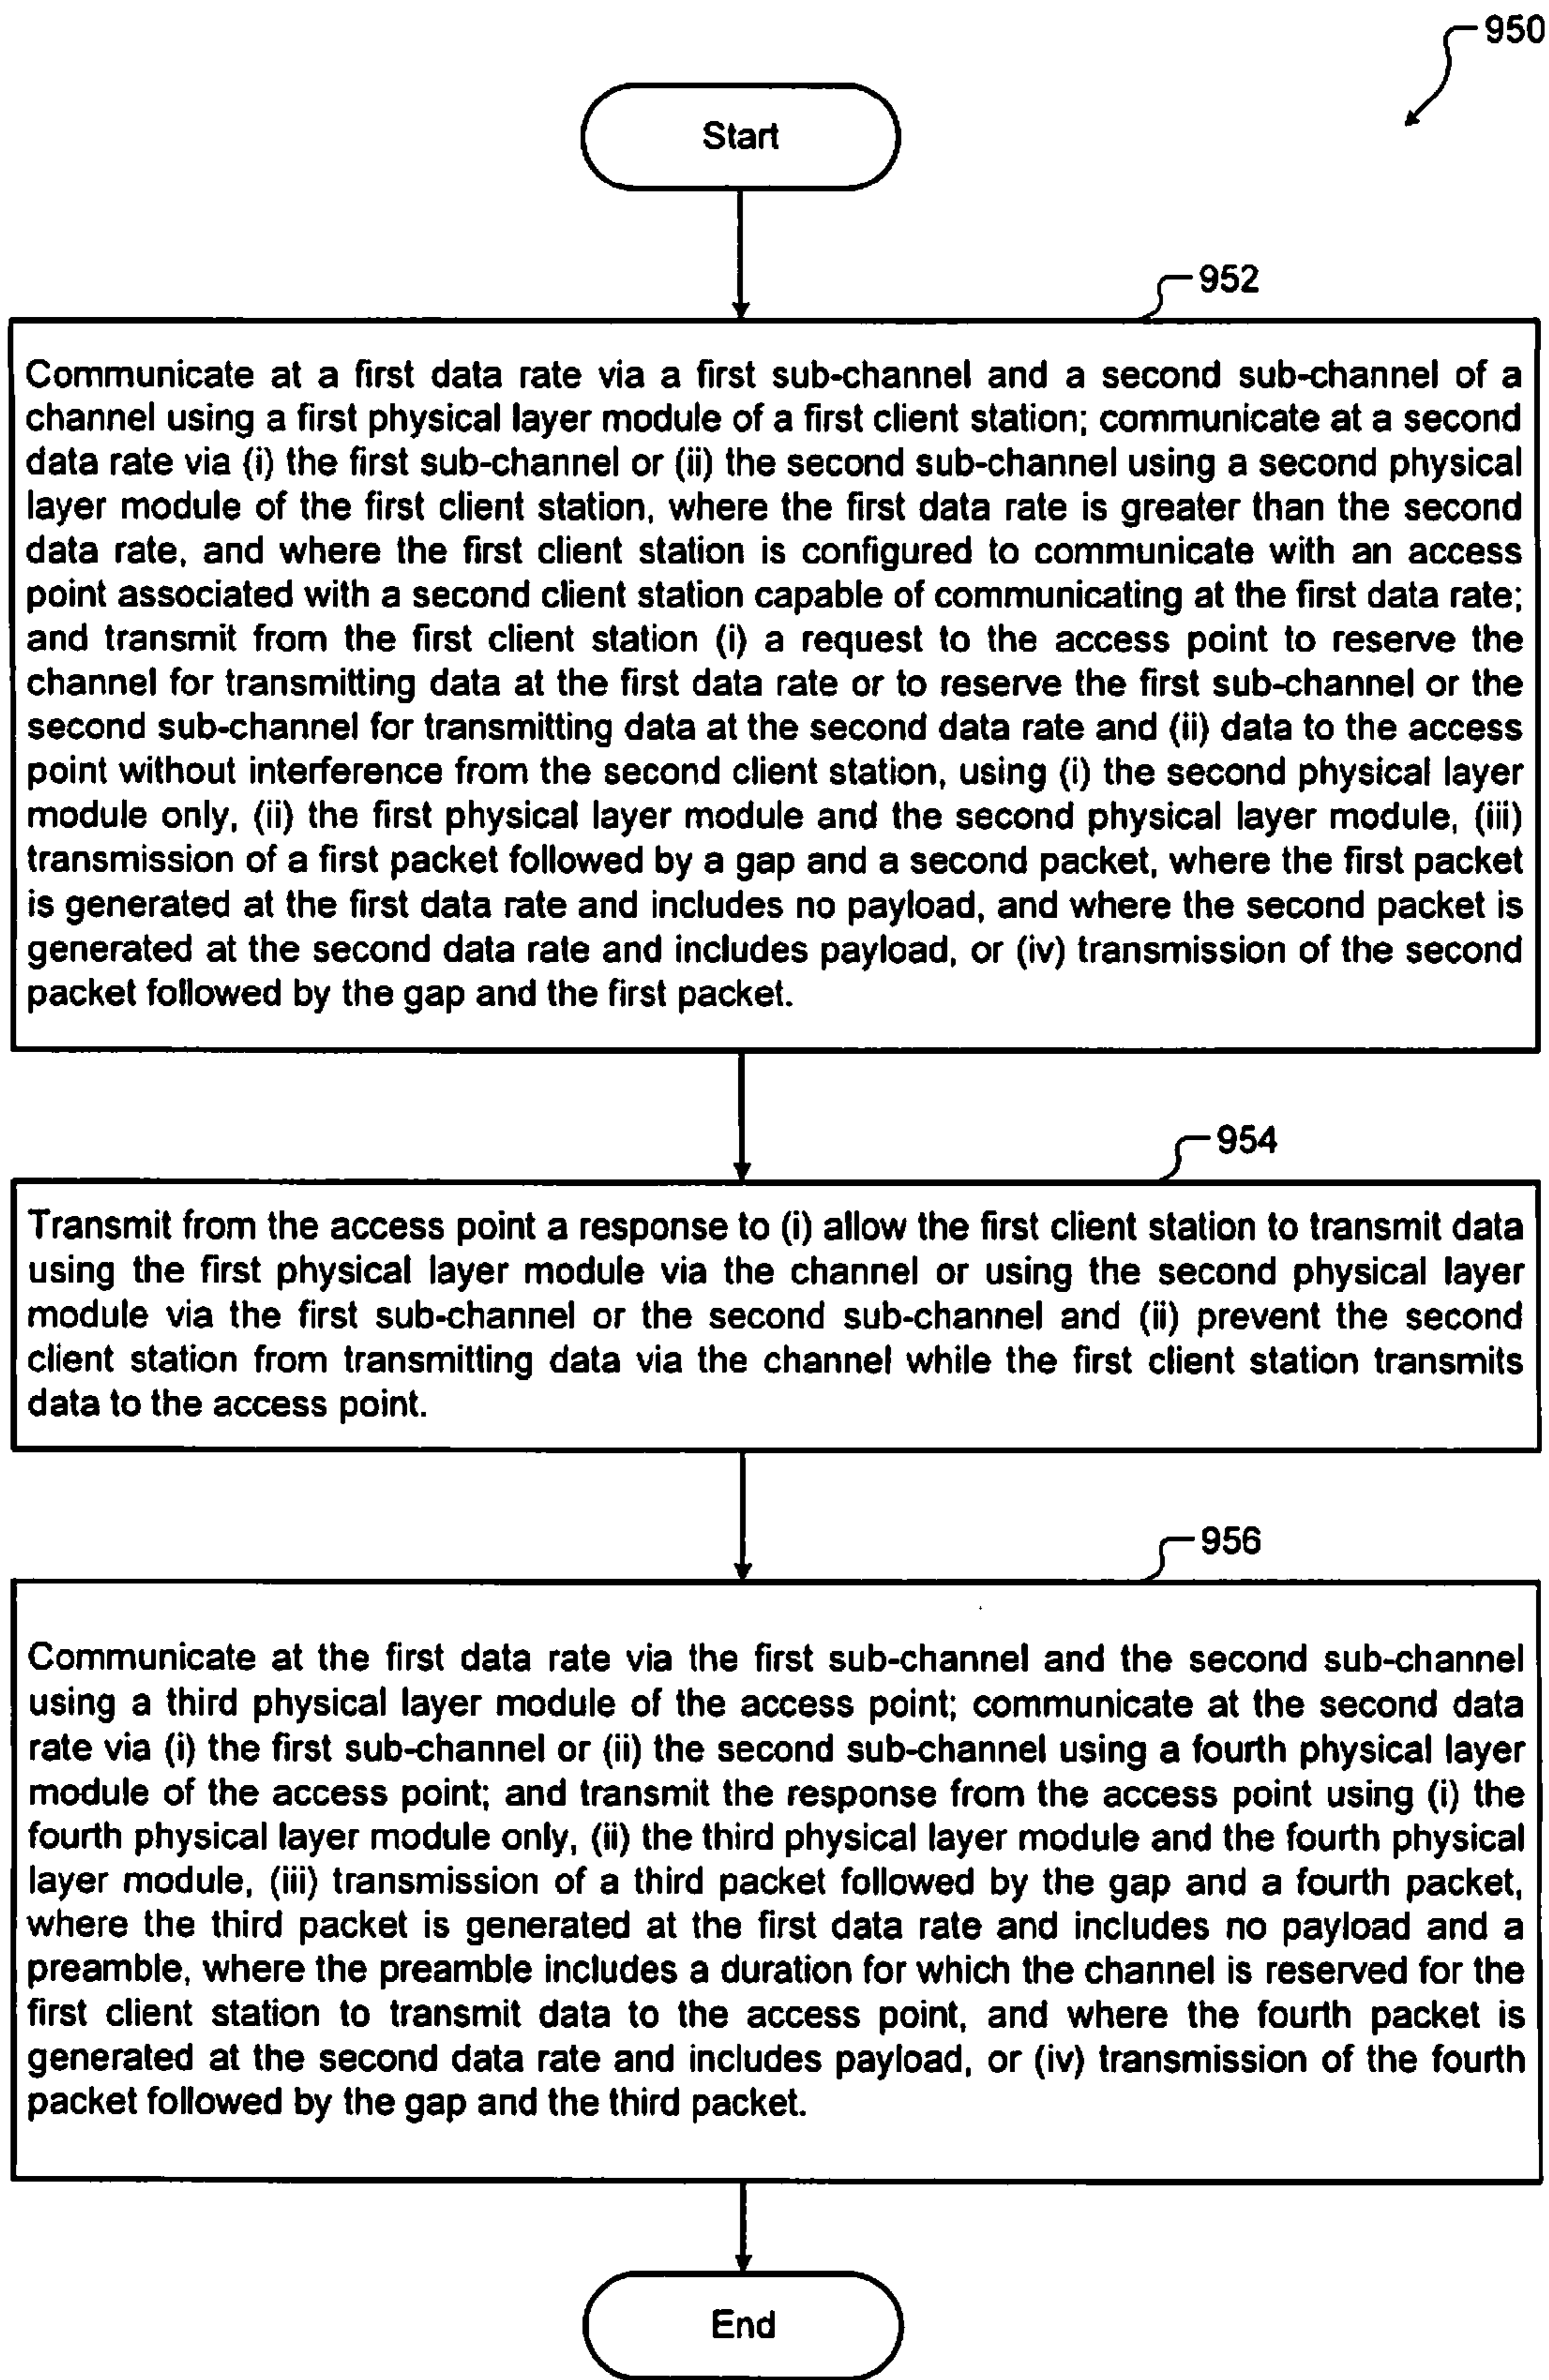 950
Start
952
Communicate at a first data rate via a first sub-channel and a second sub-channel of a
channel using a first physical layer module of a first client station; communicate at a second
data rate via (i) the first sub-channel or (ii) the second sub-channel using a second physical
layer module of the first client station, where the first data rate is greater than the second
data rate, and where the first client station is configured to communicate with an access
point associated with a second client station capable of communicating at the first data rate;
and transmit from the first client station (i) a request to the access point to reserve the
channel for transmitting data at the first data rate or to reserve the first sub-channel or the
second sub-channel for transmitting data at the second data rate and (ii) data to the access
point without interference from the second client station, using (i) the second physical layer
module only, (ii) the first physical layer module and the second physical layer module, (iii)
transmission of a first packet followed by a gap and a second packet, where the first packet
is generated at the first data rate and includes no payload, and where the second packet is
generated at the second data rate and includes payload, or (iv) transmission of the second
packet followed by the gap and the first packet.
954
Transmit from the access point a response to (i) allow the first client station to transmit data
using the first physical layer module via the channel or using the second physical layer
module via the first sub-channel or the second sub-channel and (ii) prevent the second
client station from transmitting data via the channel while the first client station transmits
data to the access point.
956
Communicate at the first data rate via the first sub-channel and the second sub-channel
using a third physical layer module of the access point; communicate at the second data
rate via (i) the first sub-channel or (ii) the second sub-channel using a fourth physical layer
module of the access point; and transmit the response from the access point using (i) the
fourth physical layer module only, (ii) the third physical layer module and the fourth physical
layer module, (iii) transmission of a third packet followed by the gap and a fourth packet,
where the third packet is generated at the first data rate and includes no payload and a
preamble, where the preamble includes a duration for which the channel is reserved for the
first client station to transmit data to the access point, and where the fourth packet is
generated at the second data rate and includes payload, or (iv) transmission of the fourth
packet followed by the gap and the third packet.
End